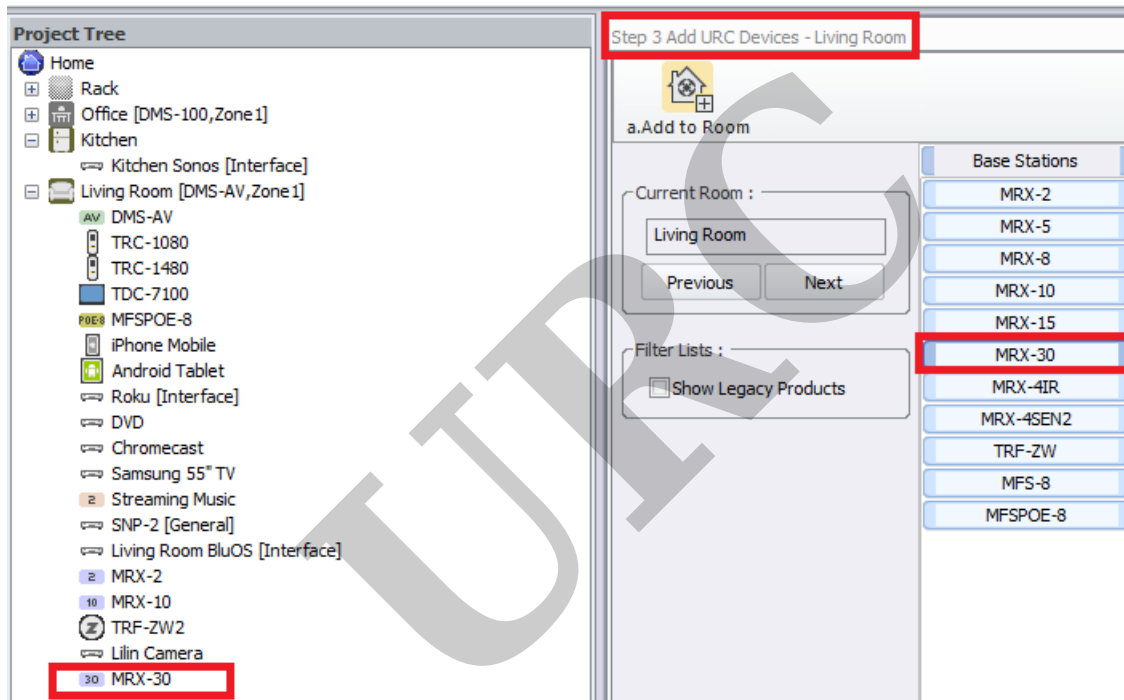 Project Tree
Home
Rack
Office [DMS-100,Zone1]
Kitchen
Kitchen Sonos [Interface]
Living Room [DMS-AV,Zone1]
AV DMS-AV
TRC-1080
TRC-1480
TDC-7100
POE8 MFSPOE-8
iPhone Mobile
Android Tablet
Roku [Interface]
DVD
Chromecast
Samsung 55" TV
2 Streaming Music
SNP-2 [General]
Living Room BluOS [Interface]
2 MRX-2
10 MRX-10
Z TRF-ZW2
Lilin Camera
30 MRX-30
Step 3 Add URC Devices - Living Room
a.Add to Room
Current Room :
Living Room
Previous Next
Filter Lists :
Show Legacy Products
Base Stations
MRX-2
MRX-5
MRX-8
MRX-10
MRX-15
MRX-30
MRX-4IR
MRX-4SEN2
TRF-ZW
MFS-8
MFSPOE-8
URC